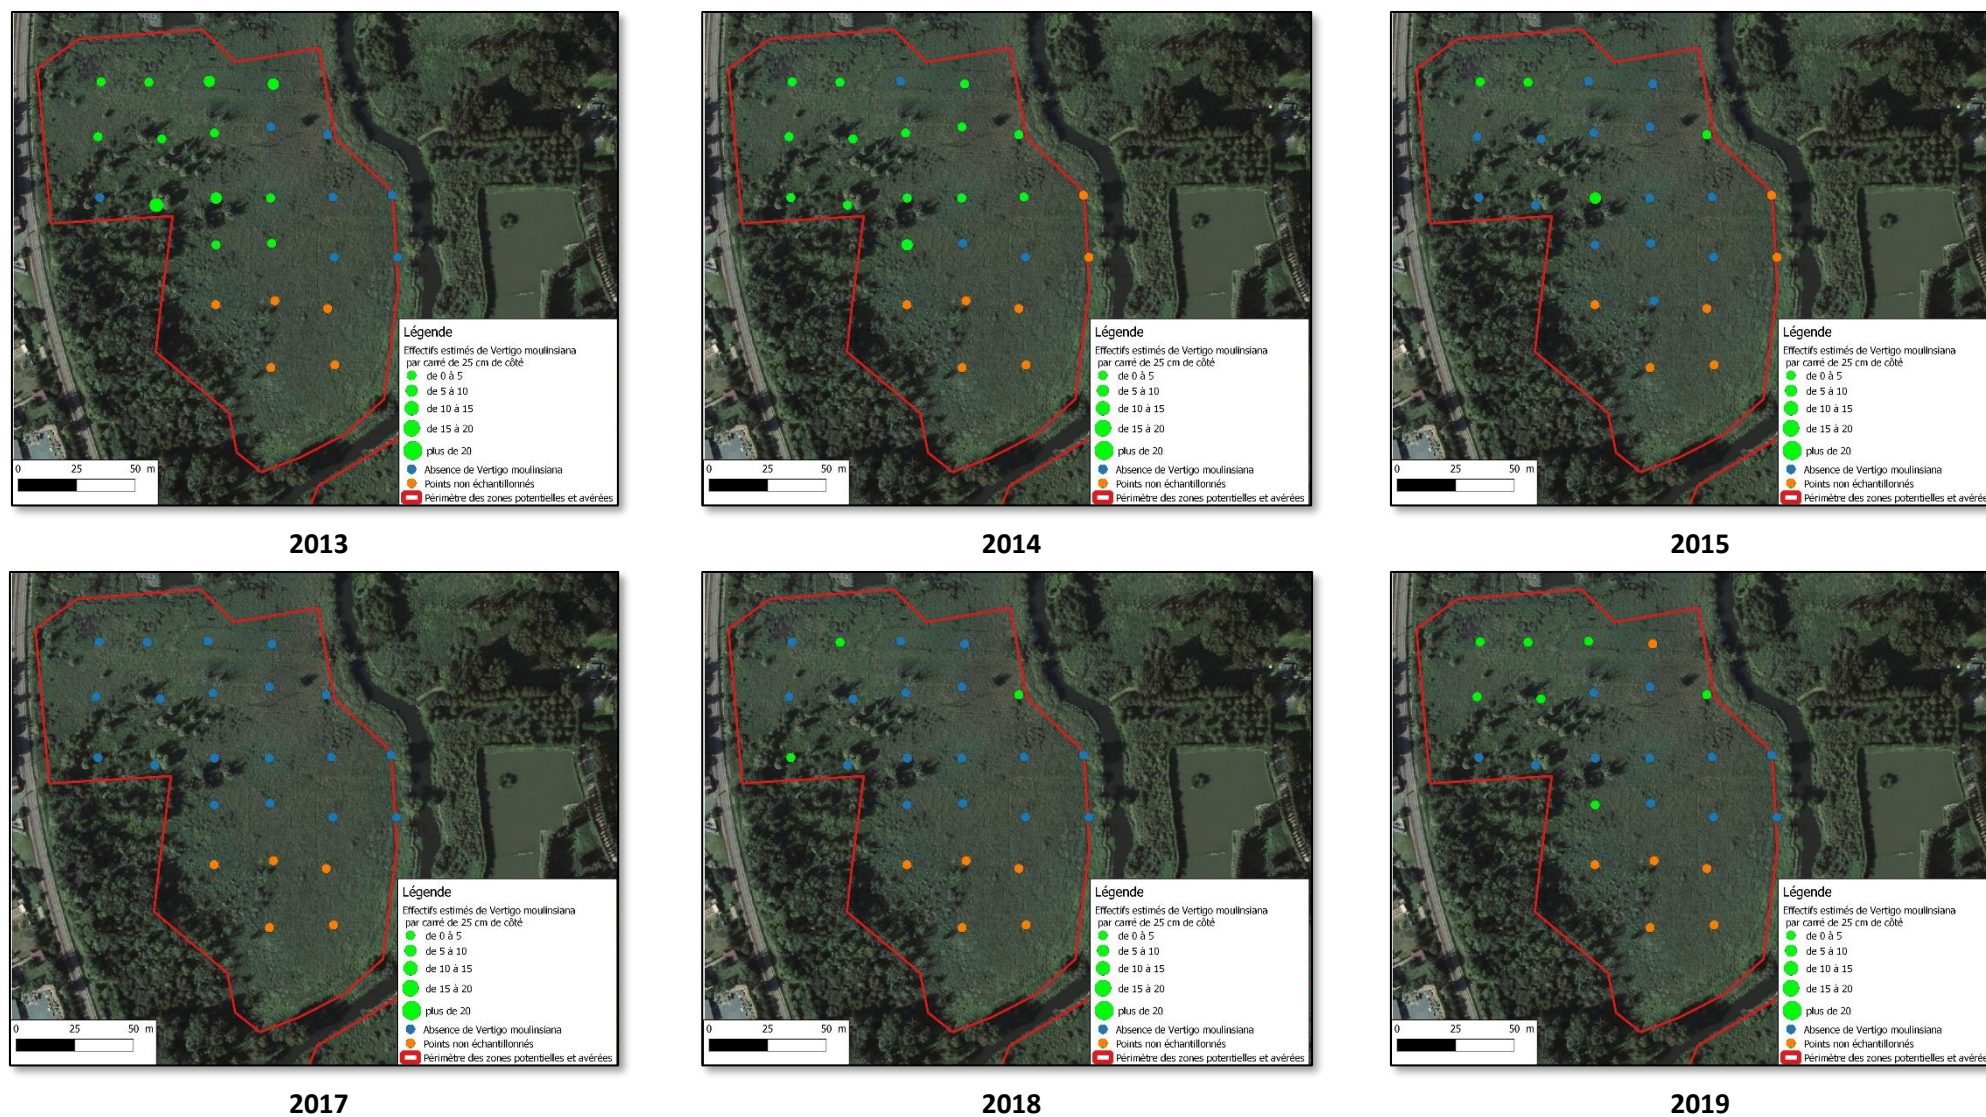 Légende
Effectifs estimés de Vertigo moulinsiana
par carré de 25 cm de côté
de 0 à 5
de 5 à 10
de 10 à 15
de 15 à 20
plus de 20
Absence de Vertigo moulinsiana
Points non échantillonnés
Périmètre des zones potentielles et avérées
0 25 50 m
2013
Légende
Effectifs estimés de Vertigo moulinsiana
par carré de 25 cm de côté
de 0 à 5
de 5 à 10
de 10 à 15
de 15 à 20
plus de 20
Absence de Vertigo moulinsiana
Points non échantillonnés
Périmètre des zones potentielles et avérées
0 25 50 m
2014
Légende
Effectifs estimés de Vertigo moulinsiana
par carré de 25 cm de côté
de 0 à 5
de 5 à 10
de 10 à 15
de 15 à 20
plus de 20
Absence de Vertigo moulinsiana
Points non échantillonnés
Périmètre des zones potentielles et avérées
0 25 50 m
2015
Légende
Effectifs estimés de Vertigo moulinsiana
par carré de 25 cm de côté
de 0 à 5
de 5 à 10
de 10 à 15
de 15 à 20
plus de 20
Absence de Vertigo moulinsiana
Points non échantillonnés
Périmètre des zones potentielles et avérées
0 25 50 m
2017
Légende
Effectifs estimés de Vertigo moulinsiana
par carré de 25 cm de côté
de 0 à 5
de 5 à 10
de 10 à 15
de 15 à 20
plus de 20
Absence de Vertigo moulinsiana
Points non échantillonnés
Périmètre des zones potentielles et avérées
0 25 50 m
2018
Légende
Effectifs estimés de Vertigo moulinsiana
par carré de 25 cm de côté
de 0 à 5
de 5 à 10
de 10 à 15
de 15 à 20
plus de 20
Absence de Vertigo moulinsiana
Points non échantillonnés
Périmètre des zones potentielles et avérées
0 25 50 m
2019